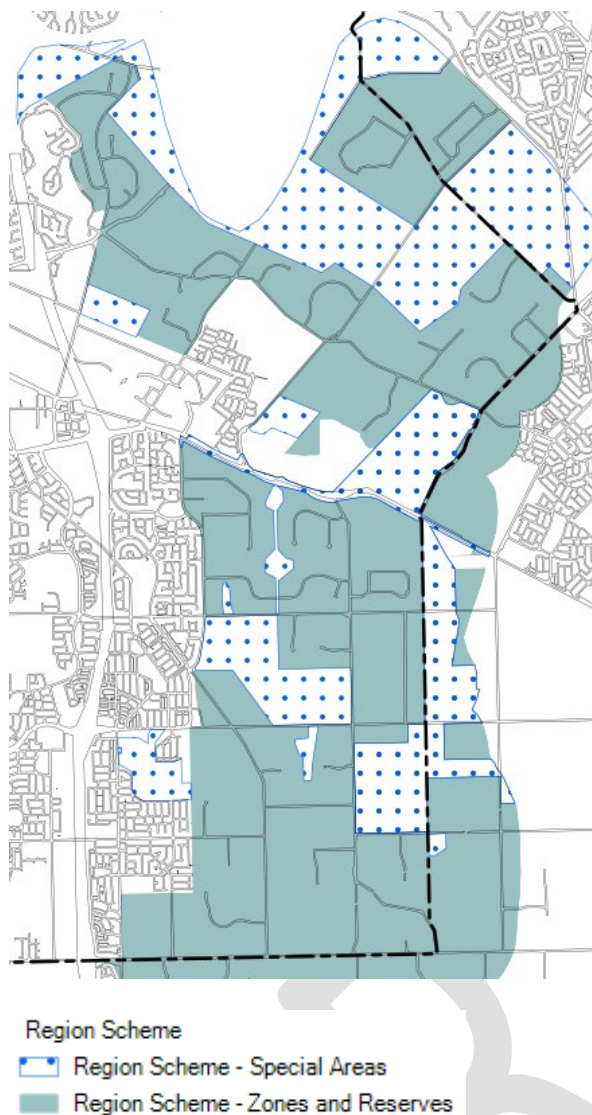 Region Scheme
Region Scheme - Special Areas
Region Scheme - Zones and Reserves